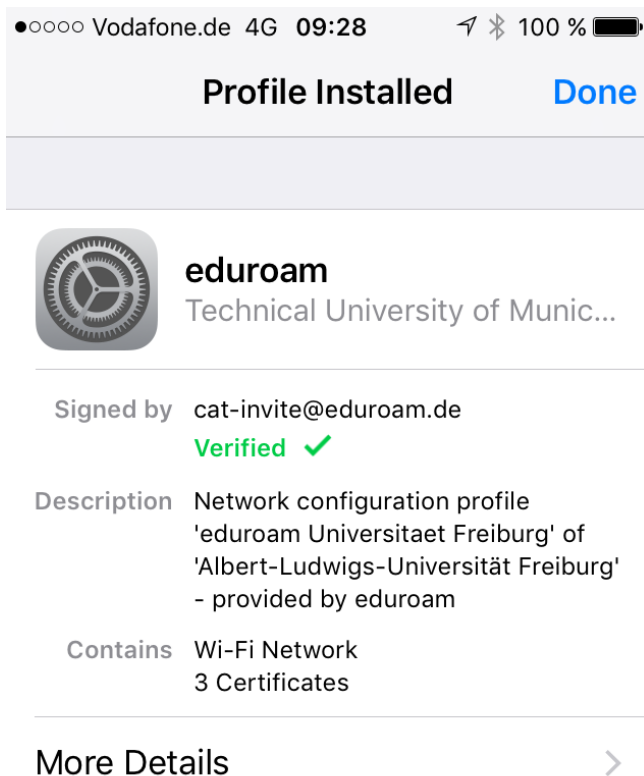 Vodafone.de 4G 09:28 100 %
Profile Installed Done
eduroam
Technical University of Munic...
Signed by cat-invite@eduroam.de
Verified
Description Network configuration profile
'eduroam Universitaet Freiburg' of
'Albert-Ludwigs-Universität Freiburg'
- provided by eduroam
Contains Wi-Fi Network
3 Certificates
More Details